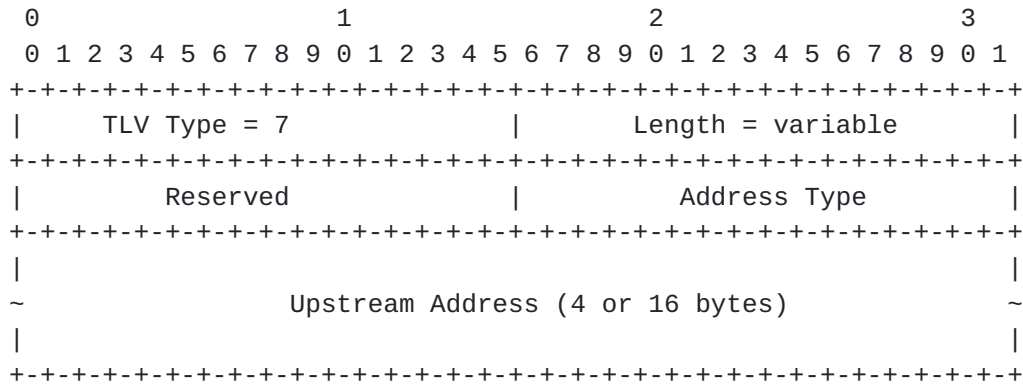 0                   1                   2                   3
 0 1 2 3 4 5 6 7 8 9 0 1 2 3 4 5 6 7 8 9 0 1 2 3 4 5 6 7 8 9 0 1
+-+-+-+-+-+-+-+-+-+-+-+-+-+-+-+-+-+-+-+-+-+-+-+-+-+-+-+-+-+-+-+-+
|     TLV Type = 7              |       Length = variable       |
+-+-+-+-+-+-+-+-+-+-+-+-+-+-+-+-+-+-+-+-+-+-+-+-+-+-+-+-+-+-+-+-+
|         Reserved              |          Address Type         |
+-+-+-+-+-+-+-+-+-+-+-+-+-+-+-+-+-+-+-+-+-+-+-+-+-+-+-+-+-+-+-+-+
|                                                               |
~                 Upstream Address (4 or 16 bytes)              ~
|                                                               |
+-+-+-+-+-+-+-+-+-+-+-+-+-+-+-+-+-+-+-+-+-+-+-+-+-+-+-+-+-+-+-+-+